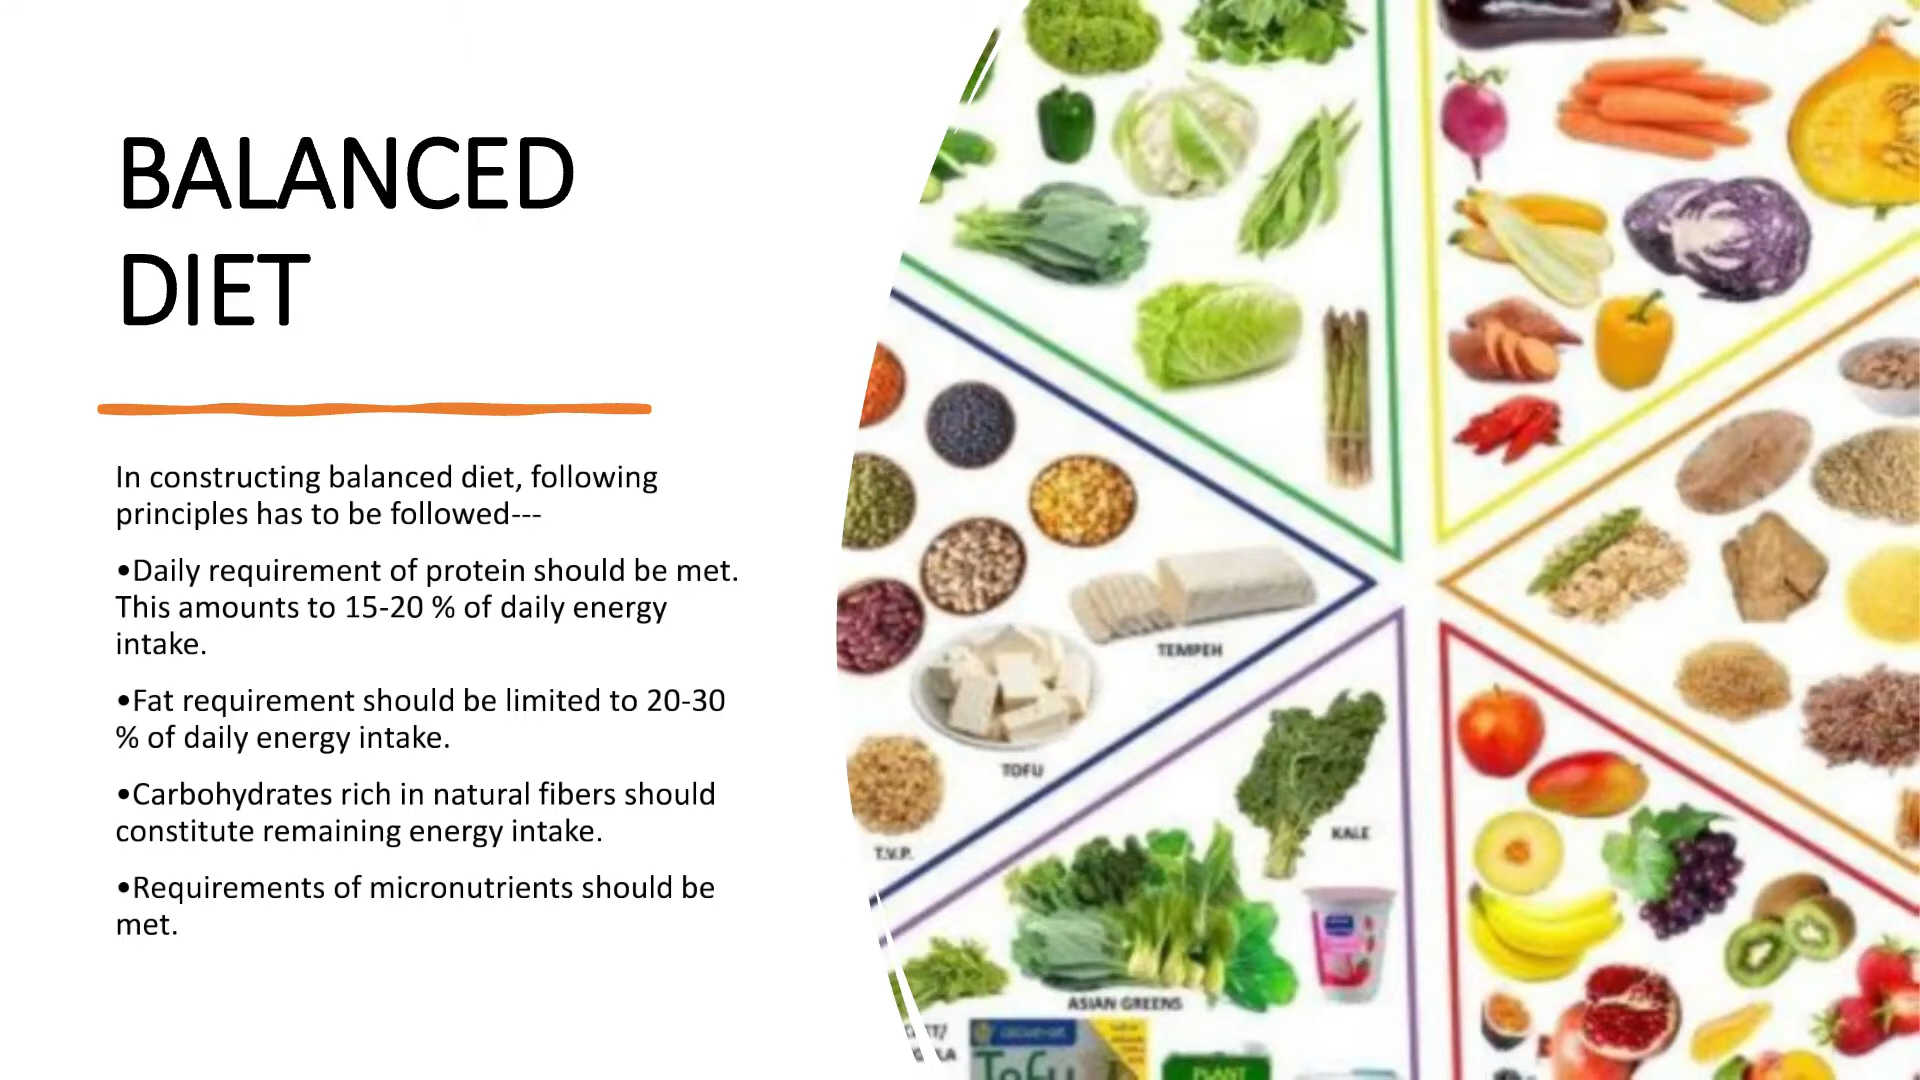 BALANCED
DIET
In constructing balanced diet, following
principles has to be followed---
•Daily requirement of protein should be met.
This amounts to 15-20 % of daily energy
intake.
•Fat requirement should be limited to 20-30
% of daily energy intake.
•Carbohydrates rich in natural fibers should
constitute remaining energy intake.
•Requirements of micronutrients should be
met.
TEMPEH
TOFU
T.V.P.
KALE
ASIAN GREENS
Tofu
PLANT